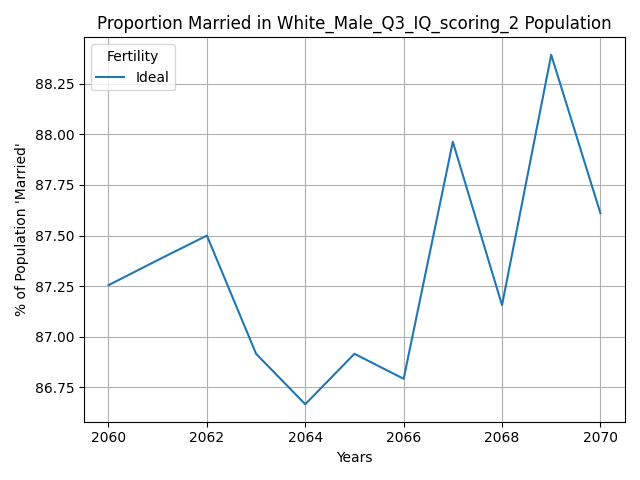 Proportion Married in White_Male_Q3_IQ_scoring_2 Population
Fertility
Ideal
% of Population 'Married'
88.25
88.00
87.75
87.50
87.25
87.00
86.75
2060
2062
2064
2066
2068
2070
Years